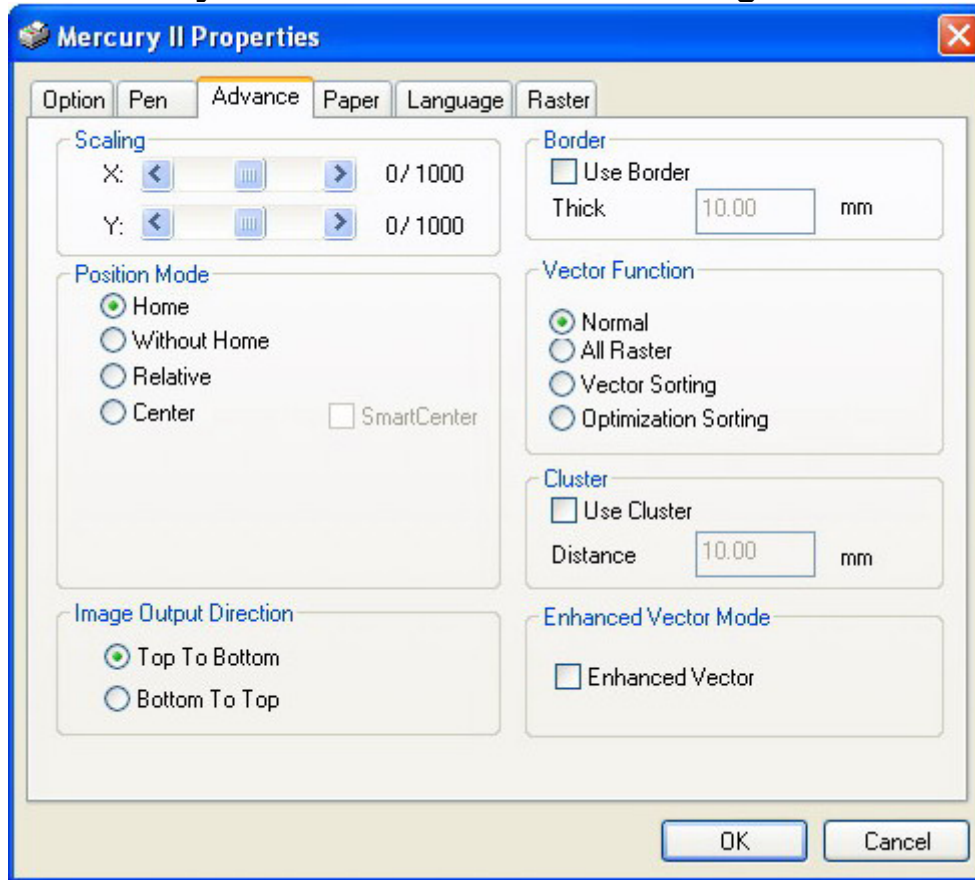 Mercury II Properties
Option Pen Advance Paper Language Raster
Scaling
X: 0/ 1000
Y: 0/ 1000
Position Mode
Home
Without Home
Relative
Center SmartCenter
Image Output Direction
Top To Bottom
Bottom To Top
Border
Use Border
Thick 10.00 mm
Vector Function
Normal
All Raster
Vector Sorting
Optimization Sorting
Cluster
Use Cluster
Distance 10.00 mm
Enhanced Vector Mode
Enhanced Vector
OK Cancel